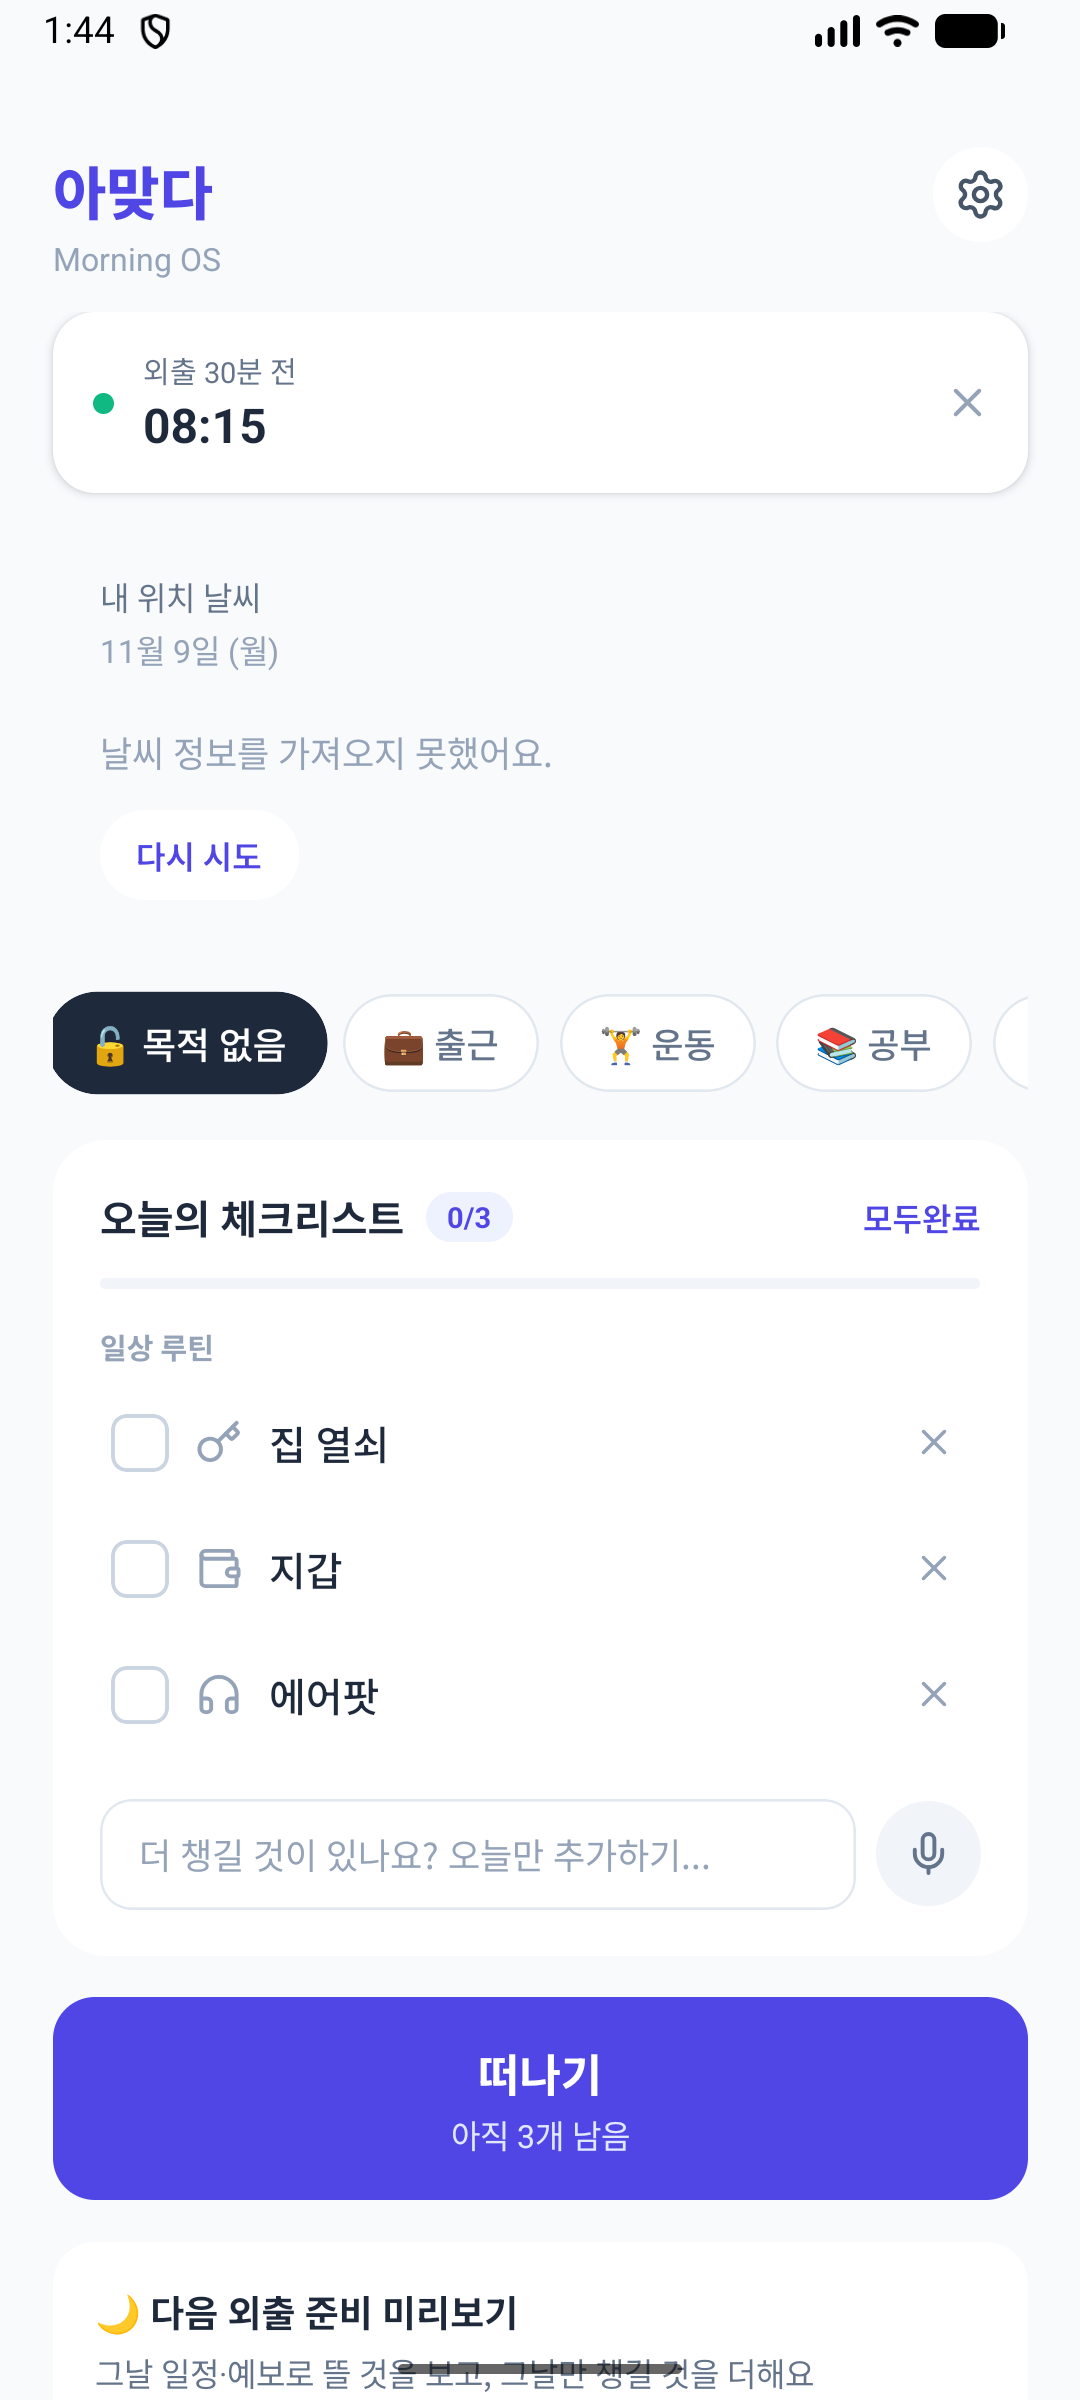 1:44
아맞다
Morning OS
외출 30분 전
08:15
내 위치 날씨
11월 9일 (월)
날씨 정보를 가져오지 못했어요.
다시 시도
목적 없음
출근
운동
공부
오늘의 체크리스트
0/3
모두완료
일상 루틴
집 열쇠
지갑
에어팟
더 챙길 것이 있나요? 오늘만 추가하기...
떠나기
아직 3개 남음
다음 외출 준비 미리보기
그날 일정·예보로 뜰 것을 보고, 그날만 챙길 것을 더해요